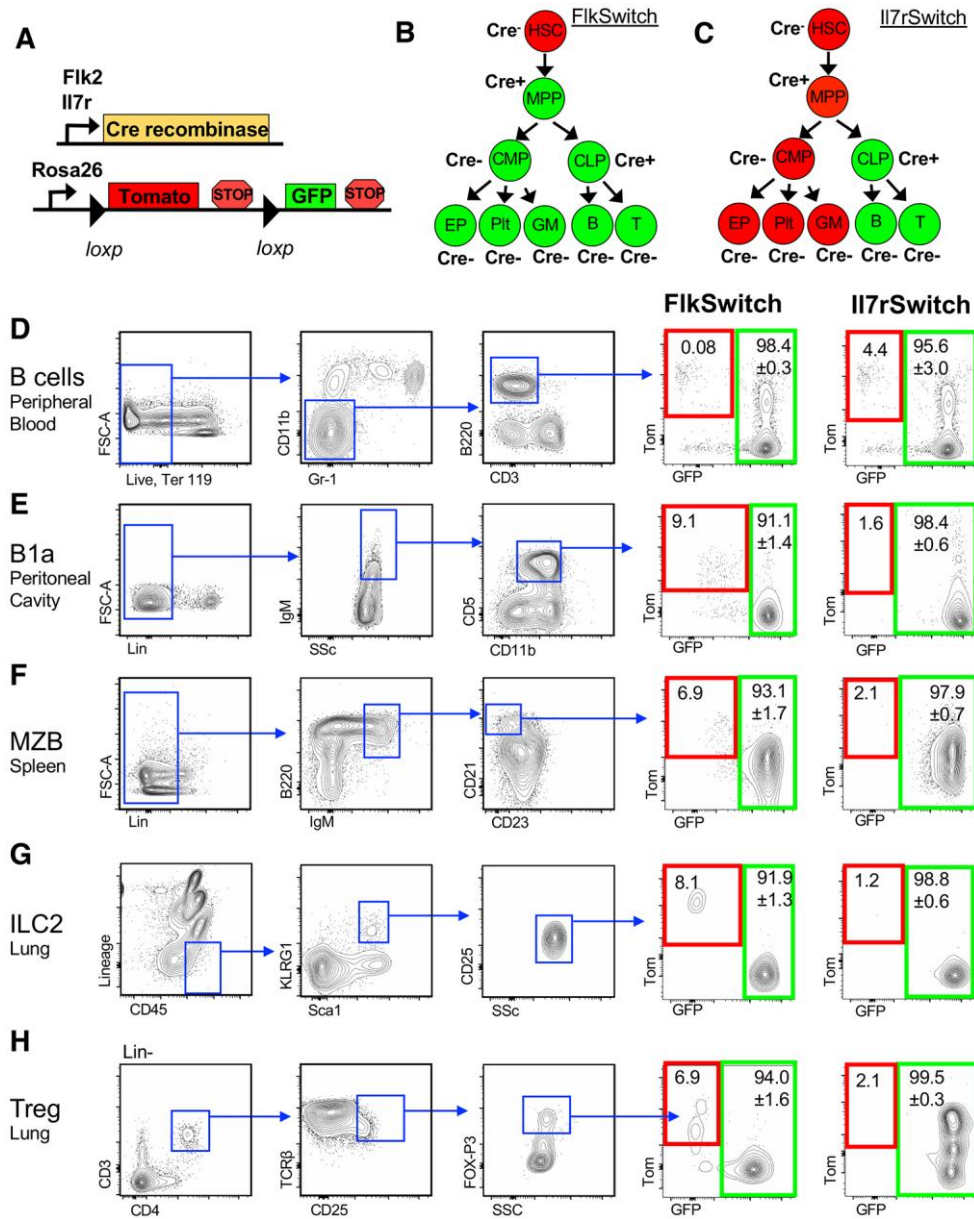 A
Flk2
Il7r
Cre recombinase
Rosa26
Tomato
STOP
GFP
STOP
loxp
loxp
B
FlkSwitch
Cre-
HSC
Cre+
MPP
Cre-
CMP
CLP
Cre+
EP
Plt
GM
B
T
Cre- Cre- Cre- Cre- Cre-
C
Il7rSwitch
Cre-
HSC
Cre+
MPP
Cre-
CMP
CLP
Cre+
EP
Plt
GM
B
T
Cre- Cre- Cre- Cre- Cre-
FlkSwitch
Il7rSwitch
D
B cells
Peripheral
Blood
FSC-A
Live, Ter 119
CD11b
Gr-1
B220
CD3
Tom
0.08
98.4
±0.3
GFP
Tom
4.4
95.6
±3.0
GFP
E
B1a
Peritoneal
Cavity
FSC-A
Lin
IgM
SSc
CD5
CD11b
Tom
9.1
91.1
±1.4
GFP
Tom
1.6
98.4
±0.6
GFP
F
MZB
Spleen
FSC-A
Lin
B220
IgM
CD21
CD23
Tom
6.9
93.1
±1.7
GFP
Tom
2.1
97.9
±0.7
GFP
G
ILC2
Lung
Lineage
CD45
KLRG1
Sca1
CD25
SSc
Tom
8.1
91.9
±1.3
GFP
Tom
1.2
98.8
±0.6
GFP
H
Lin-
Treg
Lung
CD3
CD4
TCRβ
CD25
FOX-P3
SSC
Tom
6.9
94.0
±1.6
GFP
Tom
2.1
99.5
±0.3
GFP